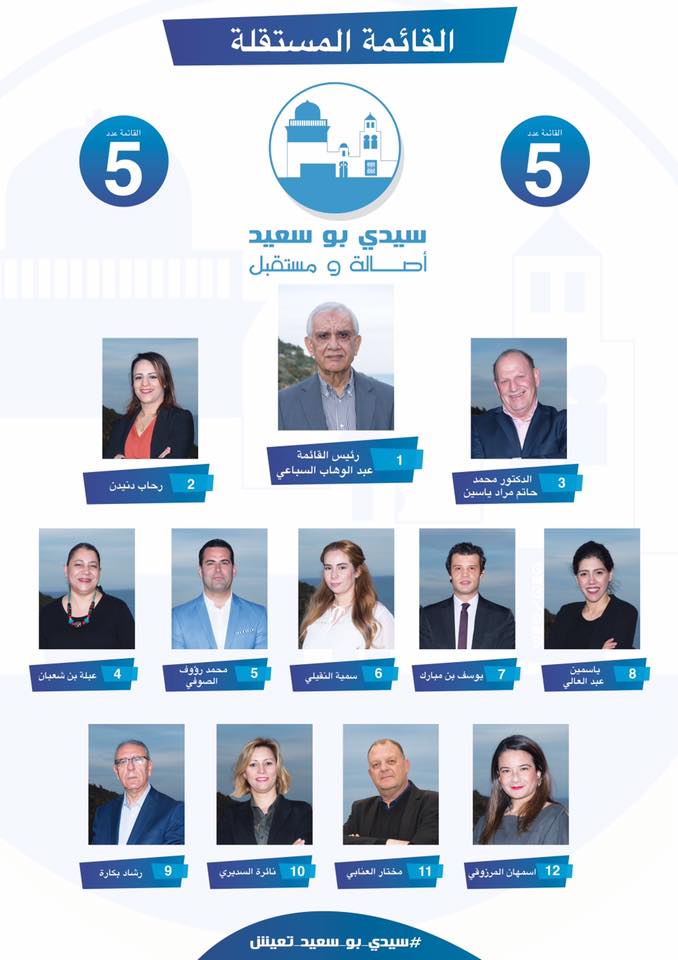 القائمة المستقلة
القائمة عدد
5
القائمة عدد
5
سيدي بو سعيد
أصالة و مستقبل
1
رئيس القائمة
عبد الوهاب السباعي
2
رحاب دنيدن
3
الدكتور محمد
حاتم مراد ياسين
4
عبلة بن شعبان
5
محمد رؤوف
الصوفي
6
سمية النفيلي
7
يوسف بن مبارك
8
ياسمين
عبد العالي
9
رشاد بكارة
10
نائرة السديري
11
مختار العنابي
12
اسمهان المرزوقي
#سيدي_بو_سعيد_تعيش